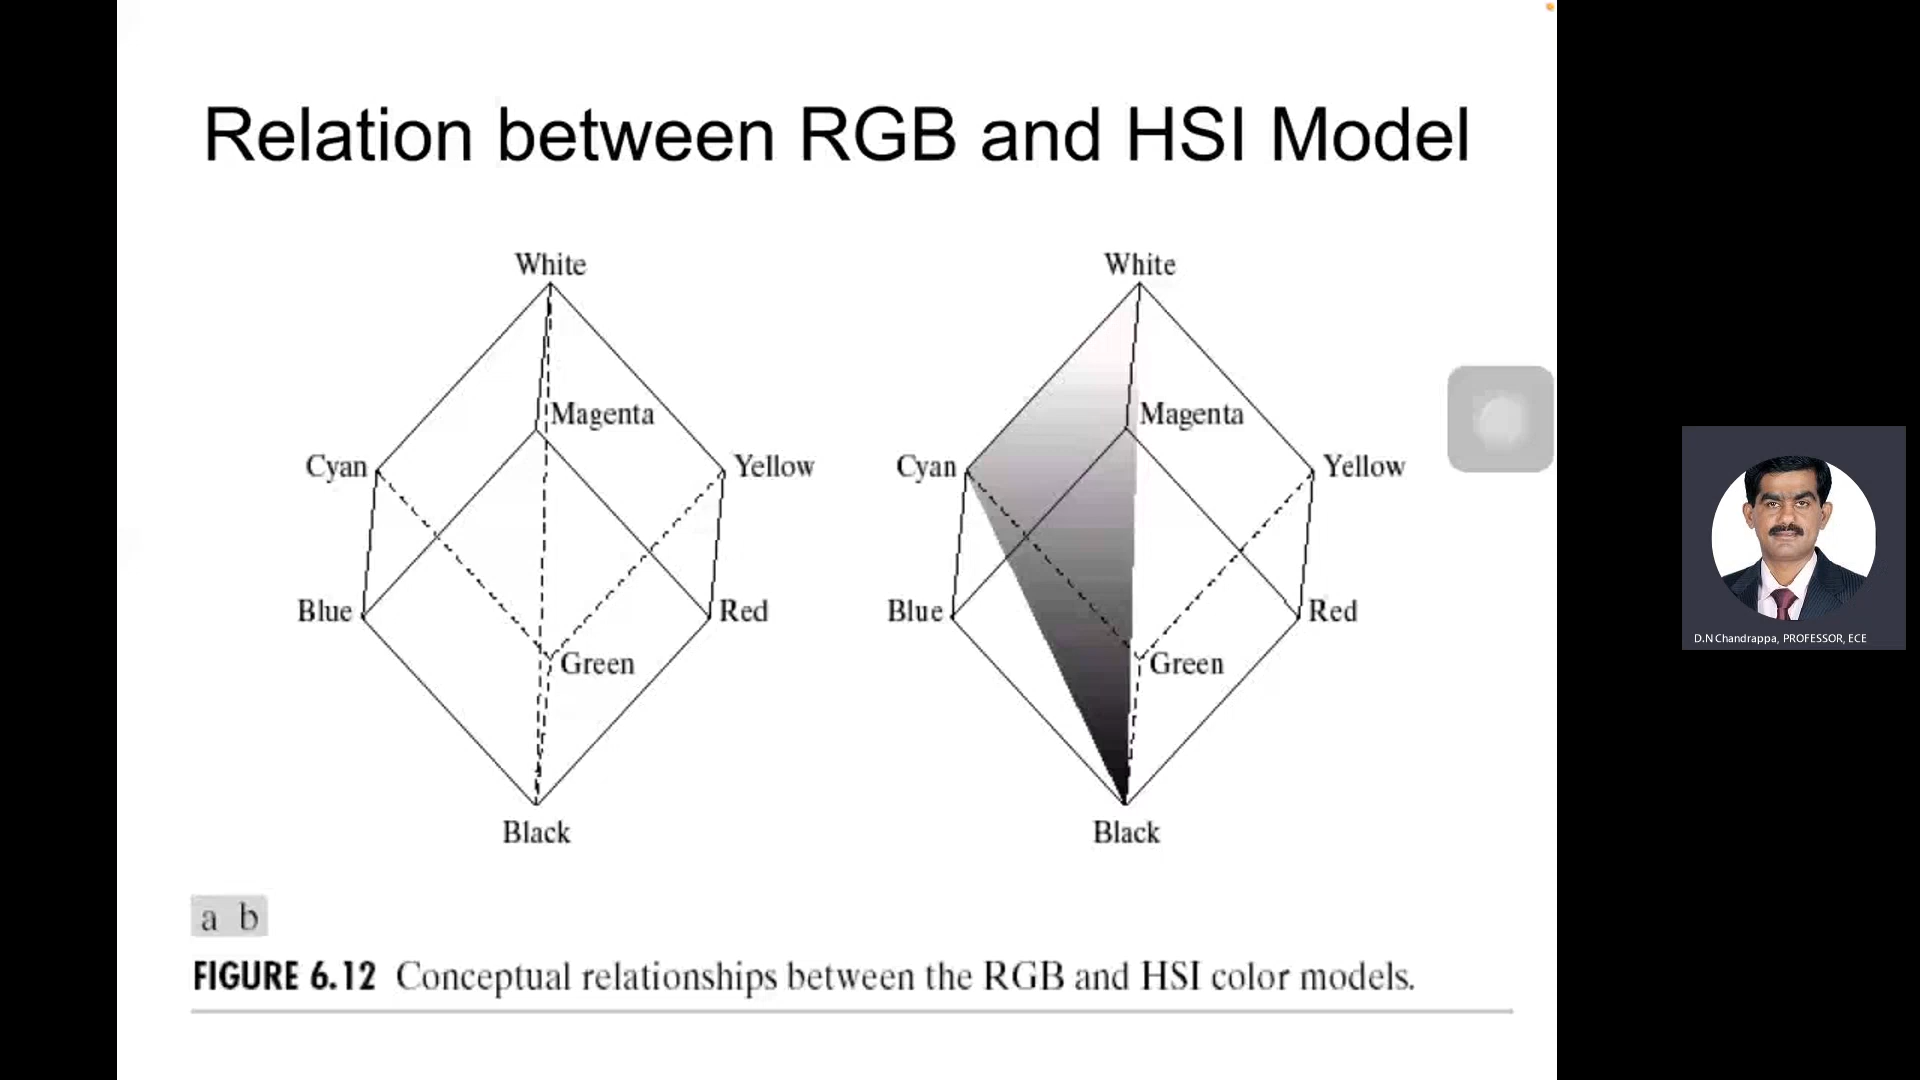 Relation between RGB and HSI Model
White
White
Magenta
Magenta
Cyan
Yellow
Cyan
Yellow
Blue
Red
Blue
Red
Green
Green
Black
Black
a b
FIGURE 6.12 Conceptual relationships between the RGB and HSI color models.
D.N Chandrappa, PROFESSOR, ECE